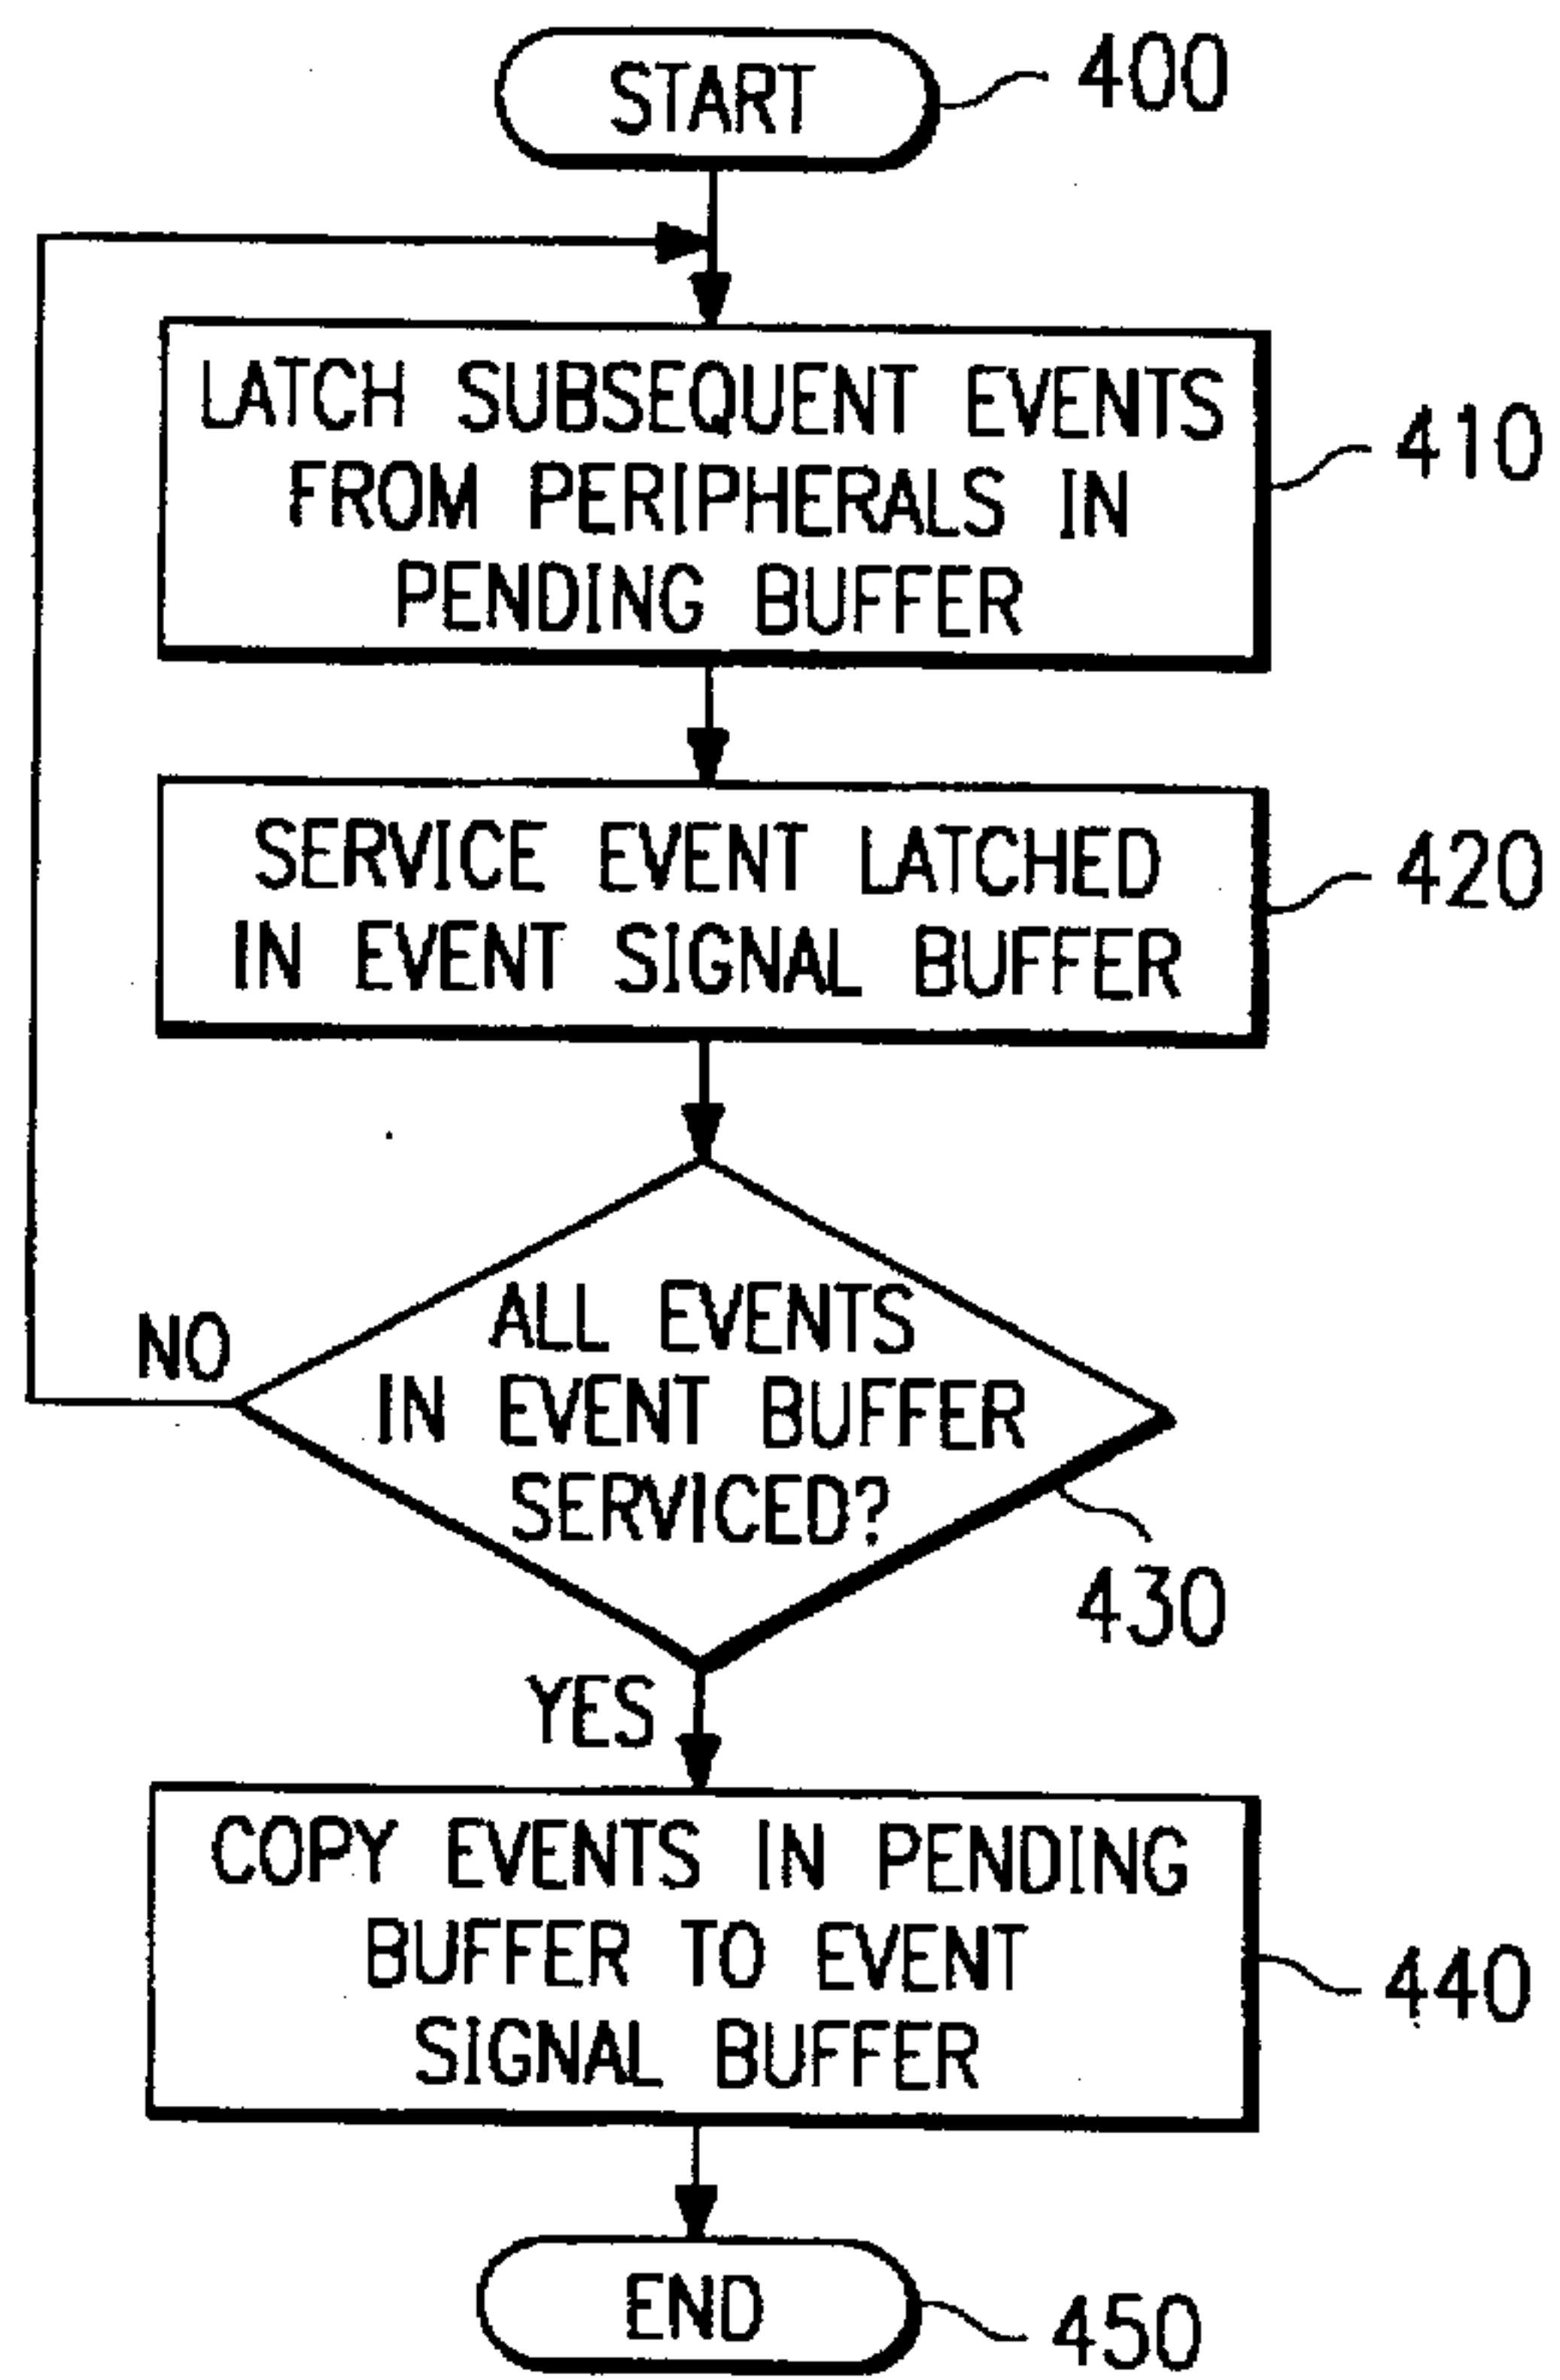 START
400
LATCH SUBSEQUENT EVENTS
FROM PERIPHERALS IN
PENDING BUFFER
410
SERVICE EVENT LATCHED
IN EVENT SIGNAL BUFFER
420
ALL EVENTS
IN EVENT BUFFER
SERVICED?
NO
430
YES
COPY EVENTS IN PENDING
BUFFER TO EVENT
SIGNAL BUFFER
440
END
450